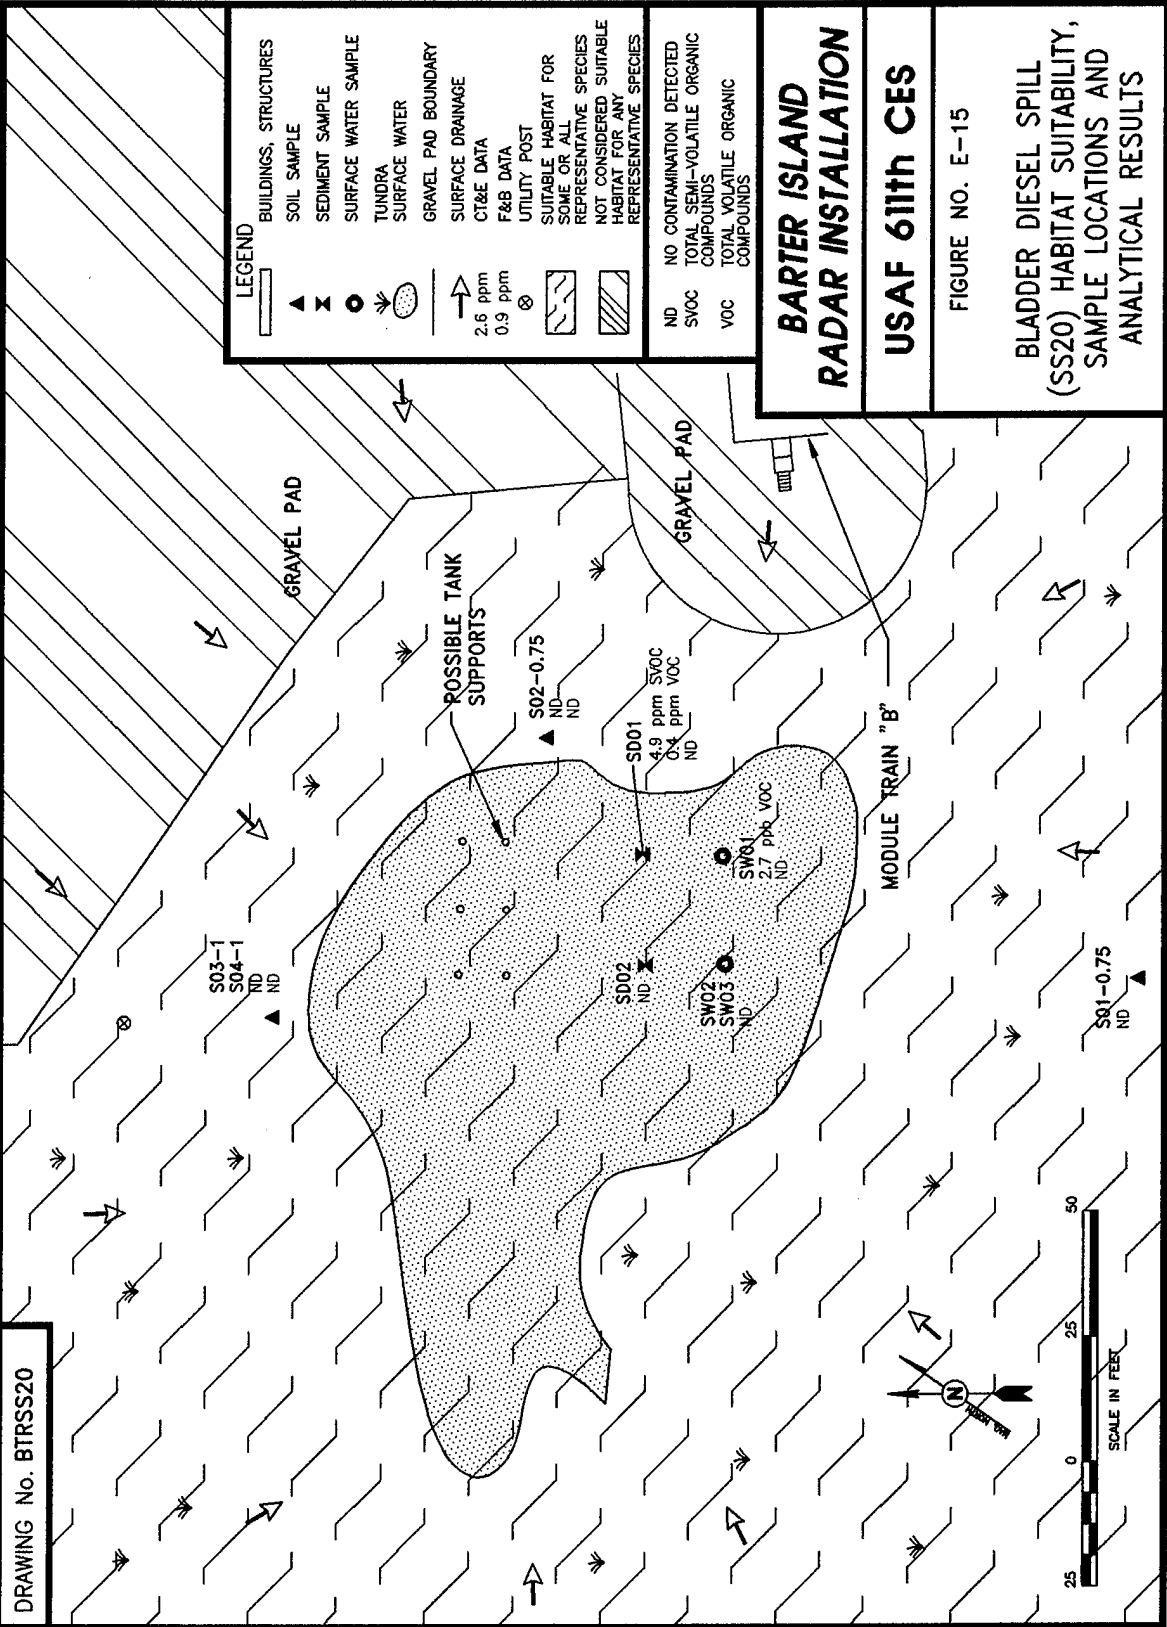 DRAWING No. BTRSS20
LEGEND
BUILDINGS, STRUCTURES
SOIL SAMPLE
SEDIMENT SAMPLE
SURFACE WATER SAMPLE
TUNDRA
SURFACE WATER
GRAVEL PAD BOUNDARY
SURFACE DRAINAGE
2.6 ppm CT&E DATA
0.9 ppm F&B DATA
UTILITY POST
SUITABLE HABITAT FOR
SOME OR ALL
REPRESENTATIVE SPECIES
NOT CONSIDERED SUITABLE
HABITAT FOR ANY
REPRESENTATIVE SPECIES
ND NO CONTAMINATION DETECTED
SVOC TOTAL SEMI-VOLATILE ORGANIC
COMPOUNDS
VOC TOTAL VOLATILE ORGANIC
COMPOUNDS
BARTER ISLAND
RADAR INSTALLATION
USAF 611th CES
FIGURE NO. E-15
BLADDER DIESEL SPILL
(SS20) HABITAT SUITABILITY,
SAMPLE LOCATIONS AND
ANALYTICAL RESULTS
GRAVEL PAD
GRAVEL PAD
POSSIBLE TANK
SUPPORTS
S02-0.75
ND
ND
SD01
4.9 ppm SVOC
0.4 ppm VOC
ND
S03-1
S04-1
ND
ND
SD02
ND
SW01
2.7 ppb VOC
ND
SW02
SW03
ND
MODULE TRAIN "B"
S01-0.75
ND
N
MAG. NORTH
25 0 25 50
SCALE IN FEET